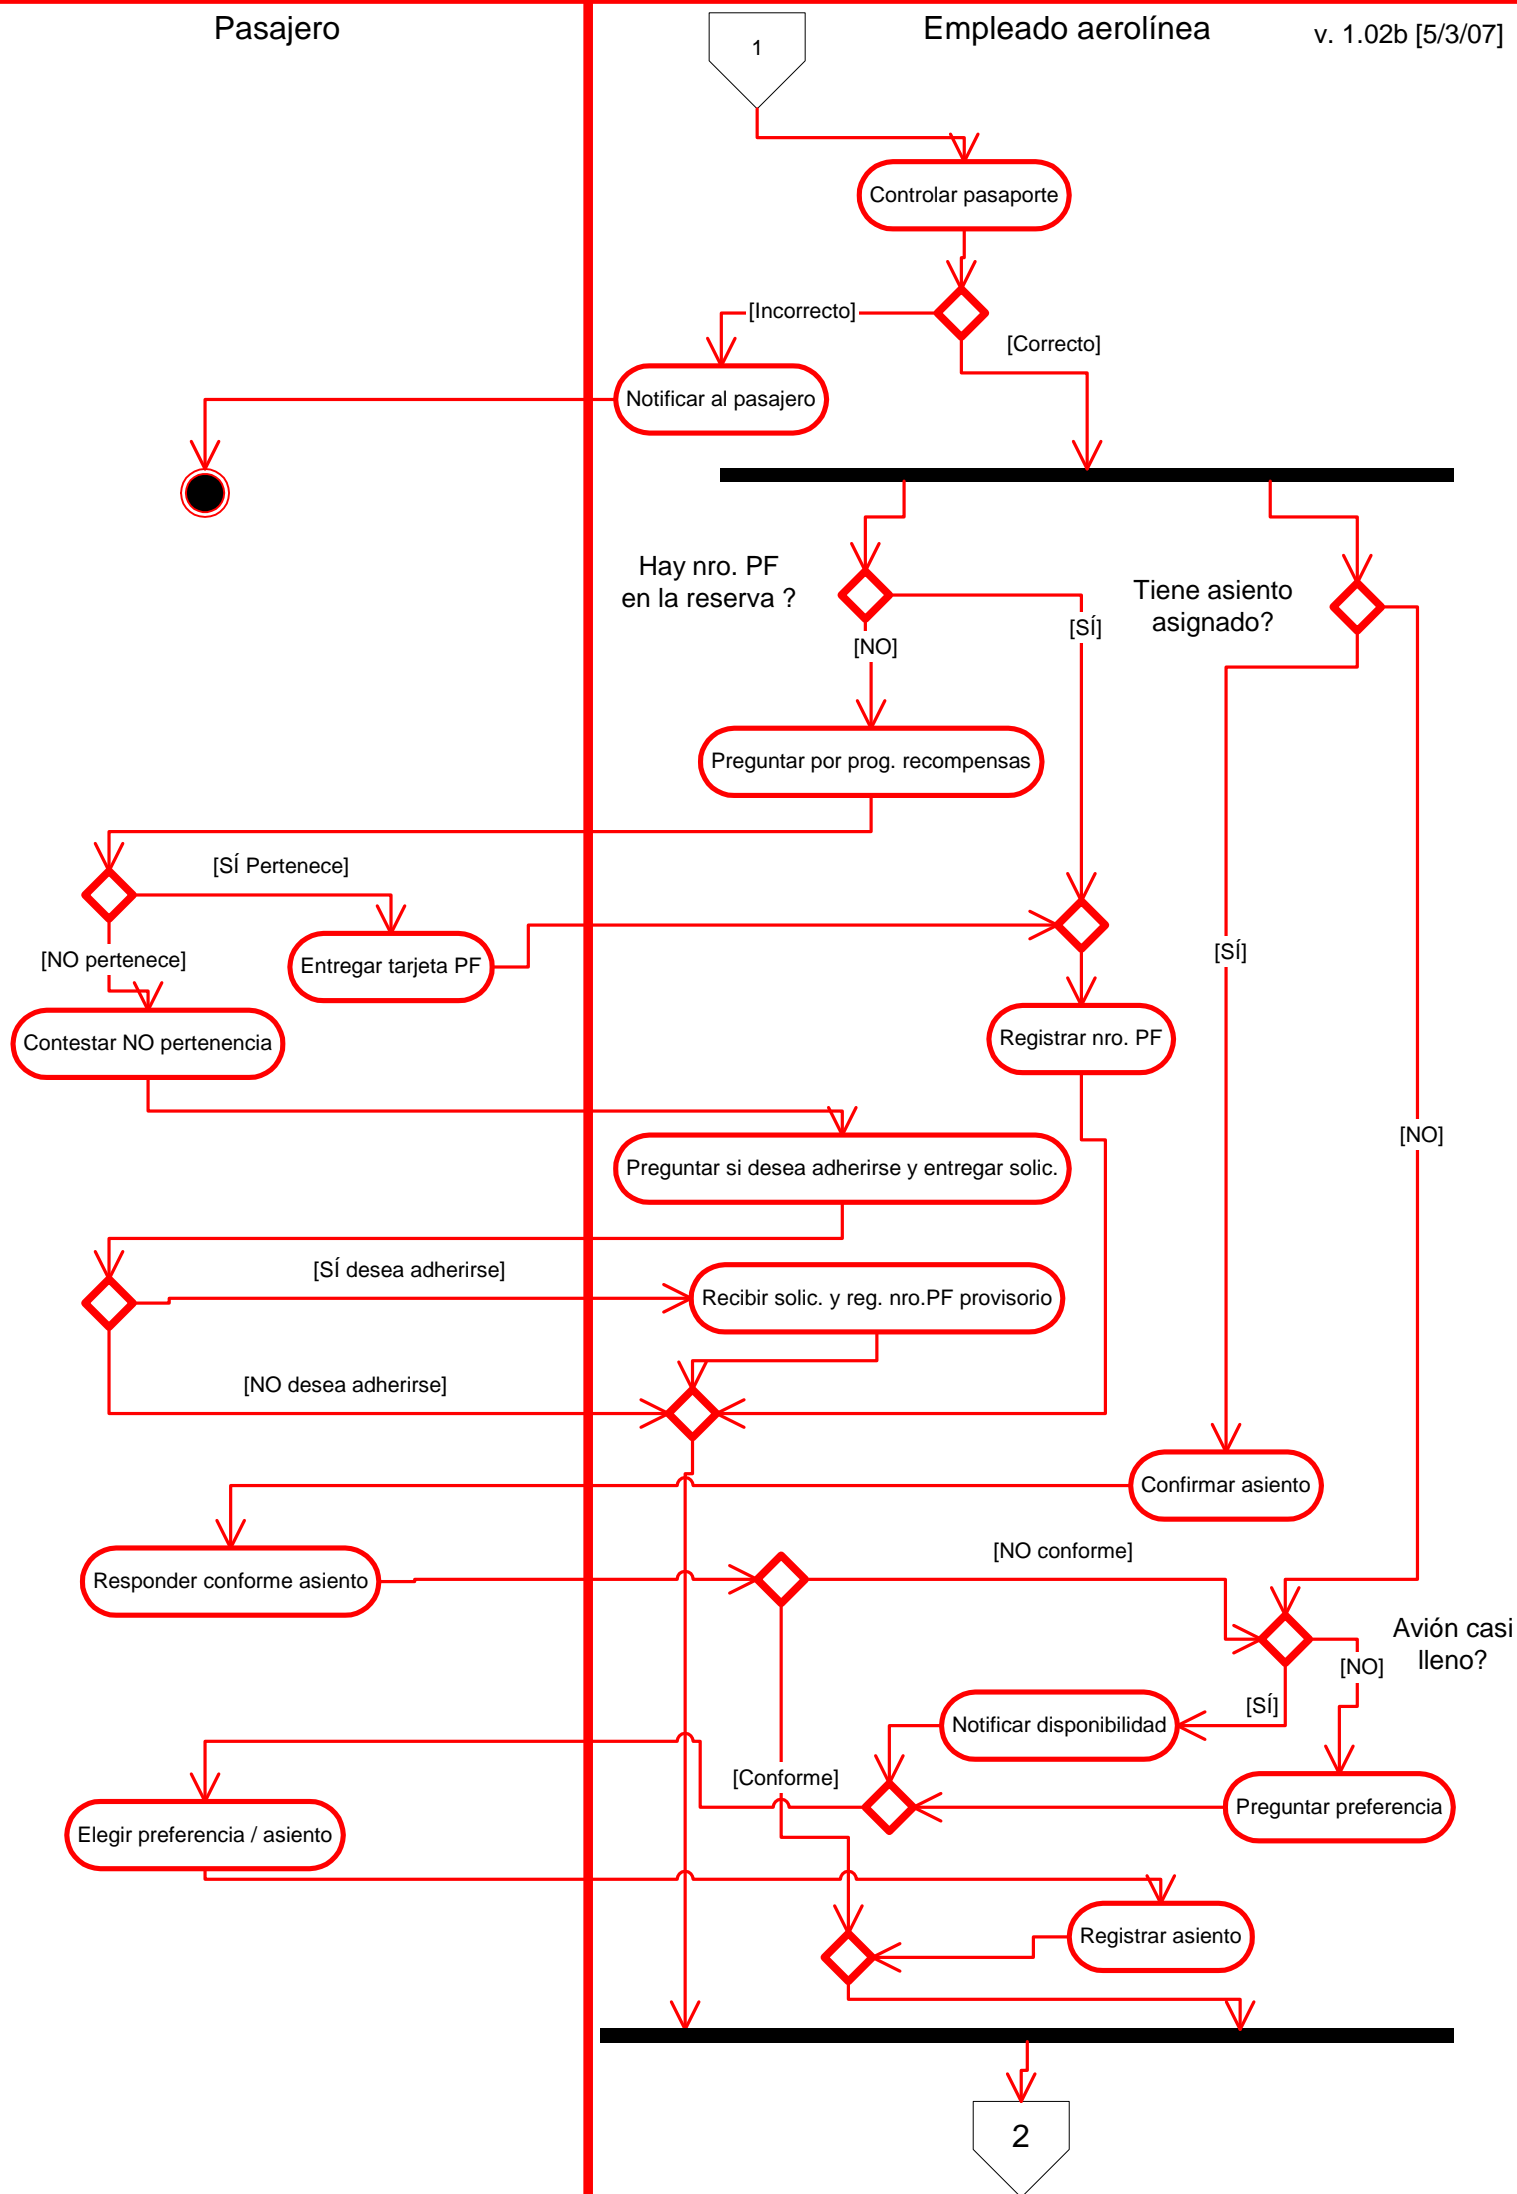 Pasajero
Empleado aerolínea
v. 1.02b [5/3/07]
1
Controlar pasaporte
[Incorrecto]
[Correcto]
Notificar al pasajero
Hay nro. PF
en la reserva ?
Tiene asiento
asignado?
[SÍ]
[NO]
Preguntar por prog. recompensas
[SÍ Pertenece]
[NO pertenece]
Entregar tarjeta PF
[SÍ]
Contestar NO pertenencia
Registrar nro. PF
[NO]
Preguntar si desea adherirse y entregar solic.
[SÍ desea adherirse]
Recibir solic. y reg. nro.PF provisorio
[NO desea adherirse]
Confirmar asiento
[NO conforme]
Responder conforme asiento
Avión casi
lleno?
[NO]
[SÍ]
Notificar disponibilidad
[Conforme]
Preguntar preferencia
Elegir preferencia / asiento
Registrar asiento
2